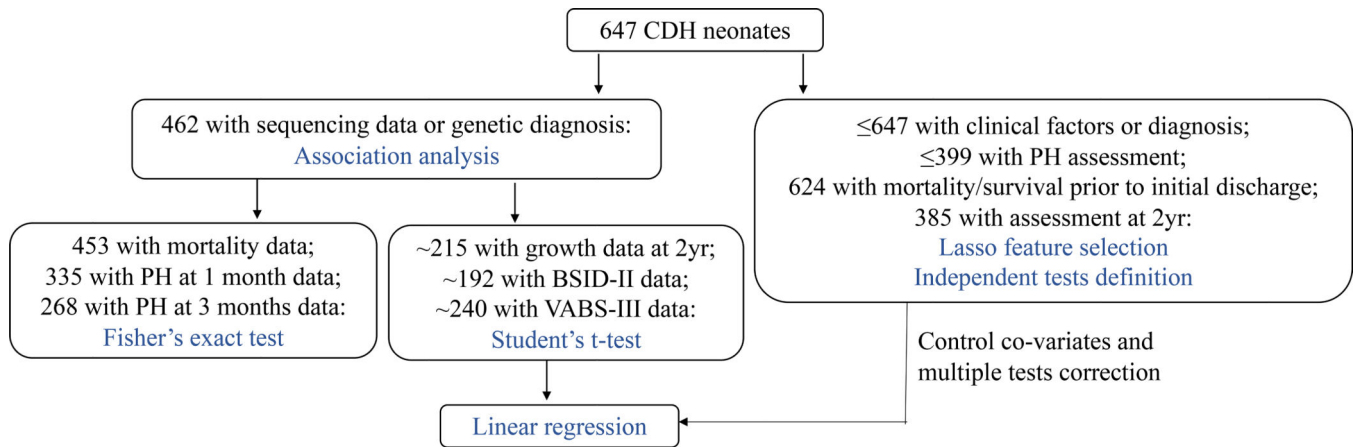 647 CDH neonates
462 with sequencing data or genetic diagnosis:
Association analysis
≤647 with clinical factors or diagnosis;
≤399 with PH assessment;
624 with mortality/survival prior to initial discharge;
385 with assessment at 2yr:
Lasso feature selection
Independent tests definition
453 with mortality data;
335 with PH at 1 month data;
268 with PH at 3 months data:
Fisher’s exact test
~215 with growth data at 2yr;
~192 with BSID-II data;
~240 with VABS-III data:
Student’s t-test
Control co-variates and
multiple tests correction
Linear regression